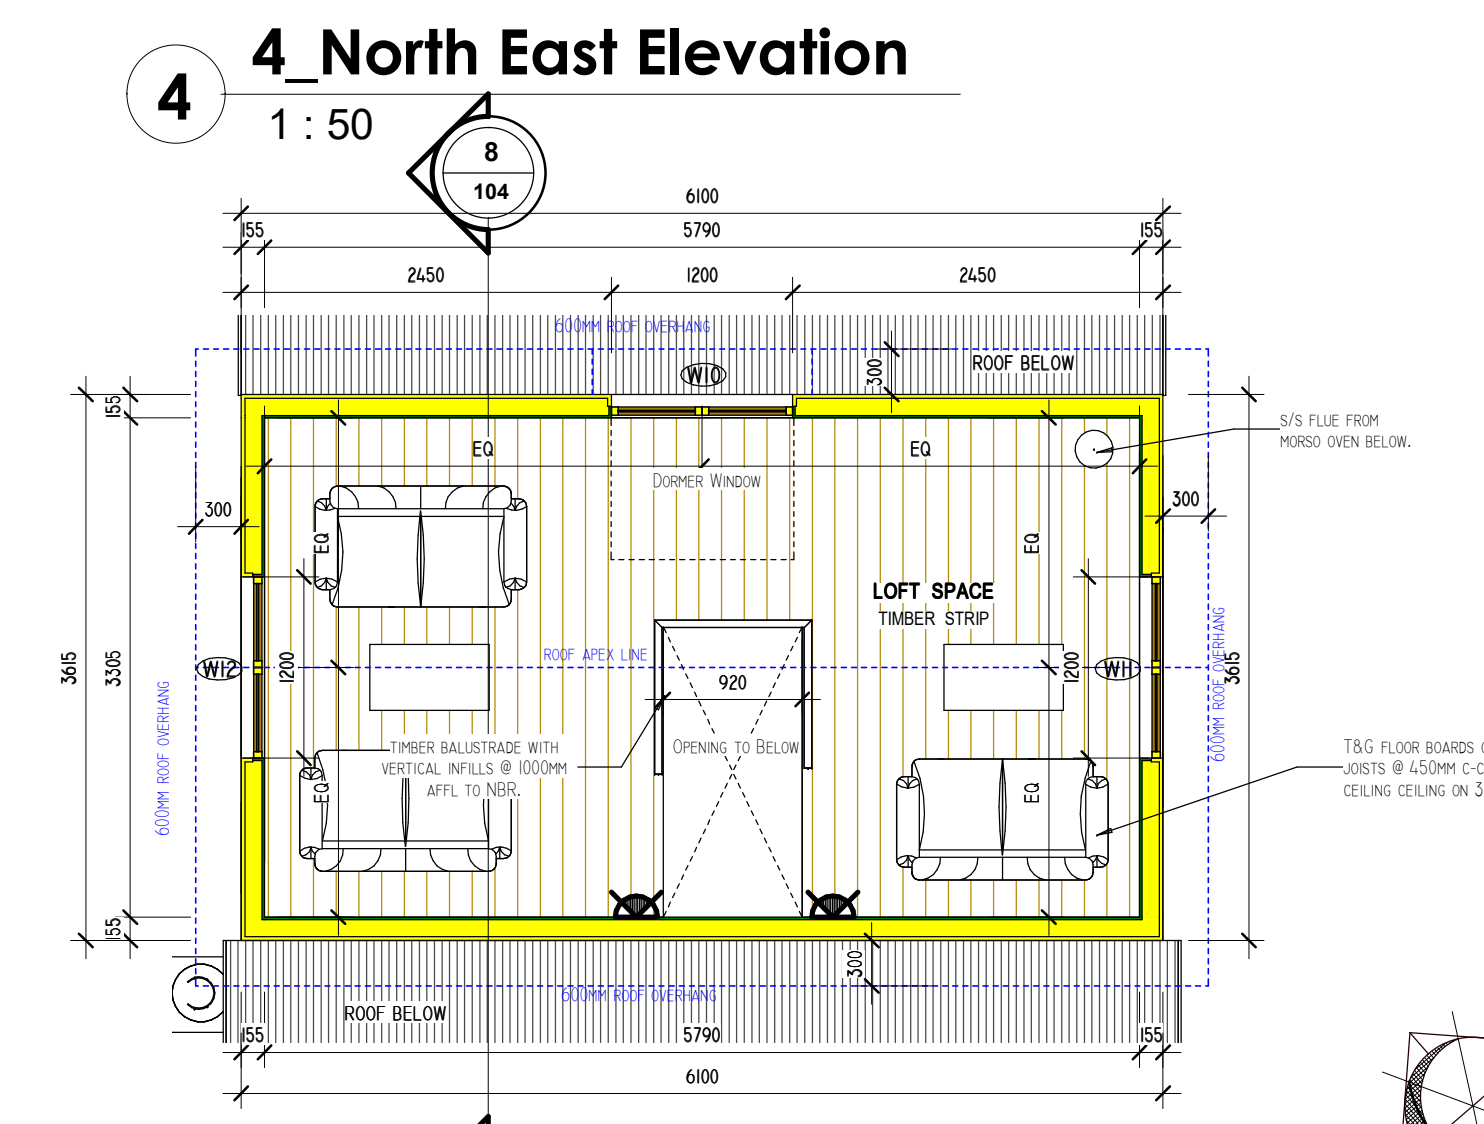 4
4_North East Elevation
1 : 50
8
104
6100
155
5790
155
2450
1200
2450
600MM ROOF OVERHANG
ROOF BELOW
300
W10
155
S/S FLUE FROM
MORSO OVEN BELOW.
EQ
EQ
DORMER WINDOW
300
300
EQ
EQ
LOFT SPACE
TIMBER STRIP
3615
3305
W12
1200
ROOF APEX LINE
920
1200
W11
600MM ROOF OVERHANG
3615
600MM ROOF OVERHANG
TIMBER BALUSTRADE WITH
VERTICAL INFILLS @ 1000MM
AFFL TO NBR.
OPENING TO BELOW
T&G FLOOR BOARDS
JOISTS @ 450MM C-C
CEILING CEILING ON 3
EQ
EQ
155
300
600MM ROOF OVERHANG
ROOF BELOW
155
5790
155
6100